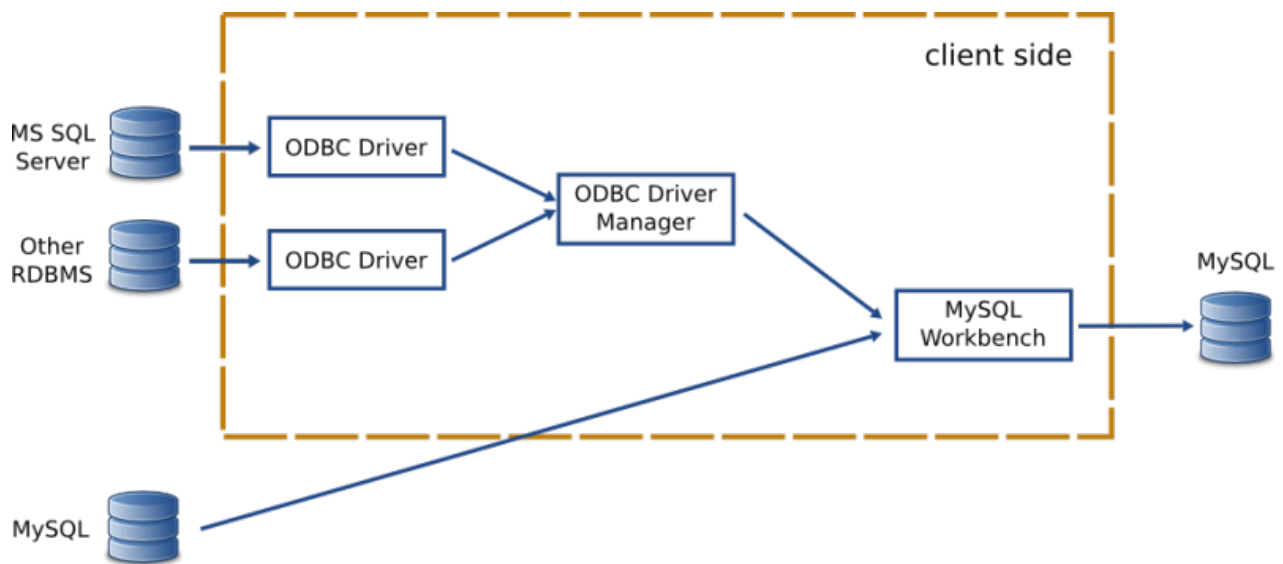 client side
MS SQL
Server
ODBC Driver
ODBC Driver
Manager
Other
RDBMS
ODBC Driver
MySQL
MySQL
Workbench
MySQL